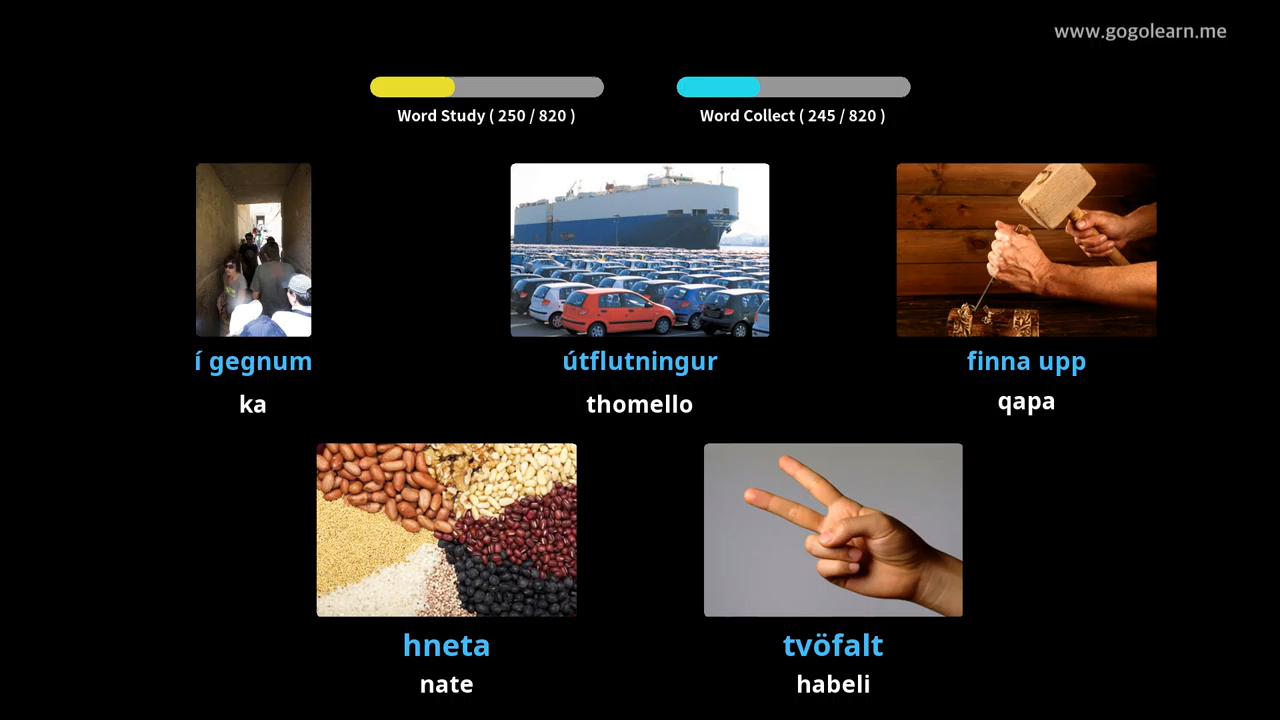 www.gogolearn.me
Word Study ( 250 / 820 )
Word Collect ( 245 / 820 )
í gegnum
ka
útflutningur
thomello
finna upp
qapa
hneta
nate
tvöfalt
habeli